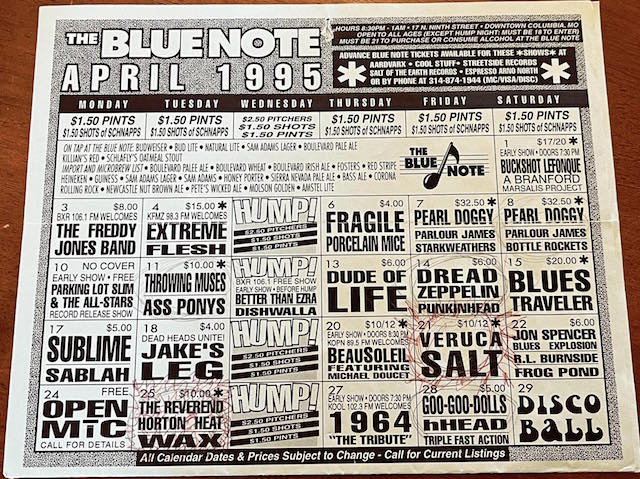 THE BLUE NOTE
APRIL 1995
HOURS 8:30PM - 1AM • 17 N. NINTH STREET • DOWNTOWN COLUMBIA, MO
OPEN TO ALL AGES (EXCEPT HUMP NIGHT: MUST BE 18 TO ENTER)
MUST BE 21 TO PURCHASE OR CONSUME ALCOHOL AT THE BLUE NOTE
ADVANCE BLUE NOTE TICKETS AVAILABLE FOR THESE *SHOWS* AT
AARDVARX • COOL STUFF • STREETSIDE RECORDS
SALT OF THE EARTH RECORDS • ESPRESSO ARNO NORTH
OR BY PHONE AT 314-874-1944 (MC/VISA/DISC)
MONDAY TUESDAY WEDNESDAY THURSDAY FRIDAY SATURDAY
$1.50 PINTS
$1.50 SHOTS of SCHNAPPS
$1.50 PINTS
$1.50 SHOTS of SCHNAPPS
$2.50 PITCHERS
$1.50 SHOTS
$1.50 PINTS
$1.50 PINTS
$1.50 SHOTS of SCHNAPPS
$1.50 PINTS
$1.50 SHOTS of SCHNAPPS
$1.50 PINTS
$1.50 SHOTS of SCHNAPPS
ON TAP AT THE BLUE NOTE: BUDWEISER • BUD LITE • NATURAL LITE • SAM ADAMS LAGER • BOULEVARD PALE ALE
KILLIAN'S RED • SCHLAFLY'S OATMEAL STOUT
IMPORT AND MICROBREW LIST • BOULEVARD PALE ALE • BOULEVARD WHEAT • BOULEVARD IRISH ALE • FOSTERS • RED STRIPE
HEINEKEN • GUINNESS • SAM ADAMS LAGER • SAM ADAMS HONEY PORTER • SIERRA NEVADA PALE ALE • BASS ALE • CORONA
ROLLING ROCK • NEWCASTLE NUT BROWN ALE • PETE'S WICKED ALE • MOLSON GOLDEN • AMSTEL LITE
THE BLUE NOTE
1 $17/20 *
EARLY SHOW • DOORS 7:30 PM
BUCKSHOT LEFONQUE
A BRANFORD
MARSALIS PROJECT
3 $8.00
BXR 106.1 FM WELCOMES
THE FREDDY
JONES BAND
4 $15.00 *
KFMZ 98.3 FM WELCOMES
EXTREME
FLESH
HUMP!
$2.50 PITCHERS
$1.50 SHOTS
$1.50 PINTS
6 $4.00
FRAGILE
PORCELAIN MICE
7 $32.50 *
PEARL DOGGY
PARLOUR JAMES
STARKWEATHERS
8 $32.50 *
PEARL DOGGY
PARLOUR JAMES
BOTTLE ROCKETS
10 NO COVER
EARLY SHOW • FREE
PARKING LOT SLIM
& THE ALL-STARS
RECORD RELEASE SHOW
11 $10.00 *
THROWING MUSES
ASS PONYS
HUMP!
BXR 106.1 FREE SHOW
EARLY SHOW • BEFORE HUMP
BETTER THAN EZRA
DISHWALLA
13 $6.00
DUDE OF
LIFE
14 $6.00
DREAD
ZEPPELIN
PUNKINHEAD
15 $20.00 *
BLUES
TRAVELER
17 $5.00
SUBLIME
SABLAH
18 $4.00
DEAD HEADS UNITE!
JAKE'S
LEG
HUMP!
$2.50 PITCHERS
$1.50 SHOTS
$1.50 PINTS
20 $10/12 *
EARLY SHOW • DOORS 8:30 PM
KOPN 89.5 FM WELCOMES
BEAUSOLEIL
FEATURING
MICHAEL DOUCET
21 $10/12 *
VERUCA
SALT
22 $6.00
JON SPENCER
BLUES EXPLOSION
R.L. BURNSIDE
FROG POND
24 FREE
OPEN
MIC
CALL FOR DETAILS
25 $10.00 *
THE REVEREND
HORTON HEAT
WAX
HUMP!
$2.50 PITCHERS
$1.50 SHOTS
$1.50 PINTS
27
EARLY SHOW • DOORS 7:30 PM
KOOL 102.3 FM WELCOMES
1964
"THE TRIBUTE"
28 $5.00
GOO-GOO-DOLLS
hHEAD
TRIPLE FAST ACTION
29
DISCO
BALL
All Calendar Dates & Prices Subject to Change - Call for Current Listings